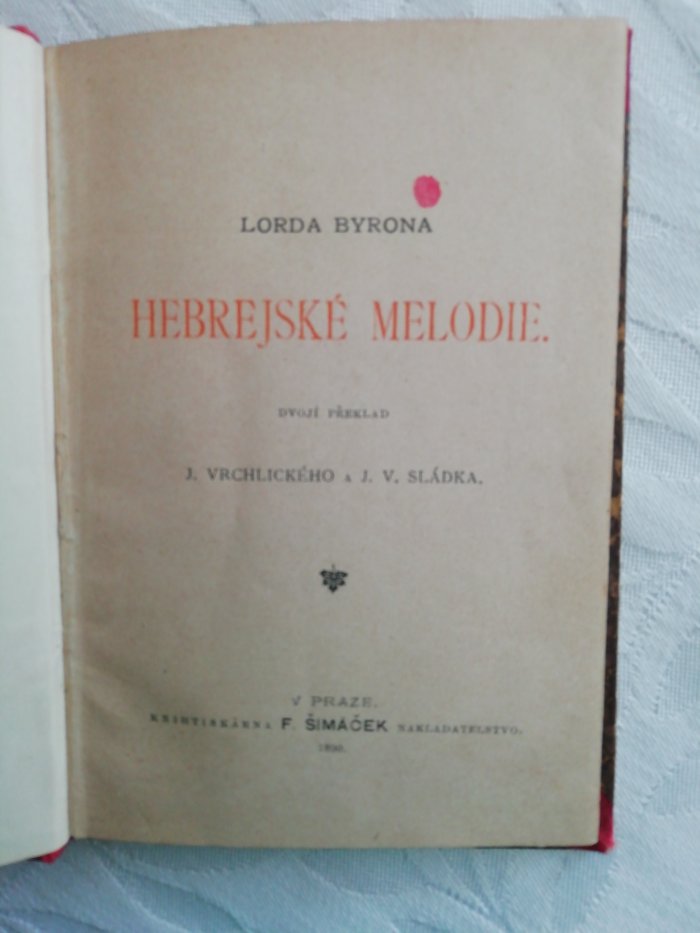 LORDA BYRONA
HEBREJSKÉ MELODIE.
DVOJÍ PŘEKLAD
J. VRCHLICKÉHO A J. V. SLÁDKA.
V PRAZE.
KNIHTISKÁRNA F. ŠIMÁČEK NAKLADATELSTVO.
1890.